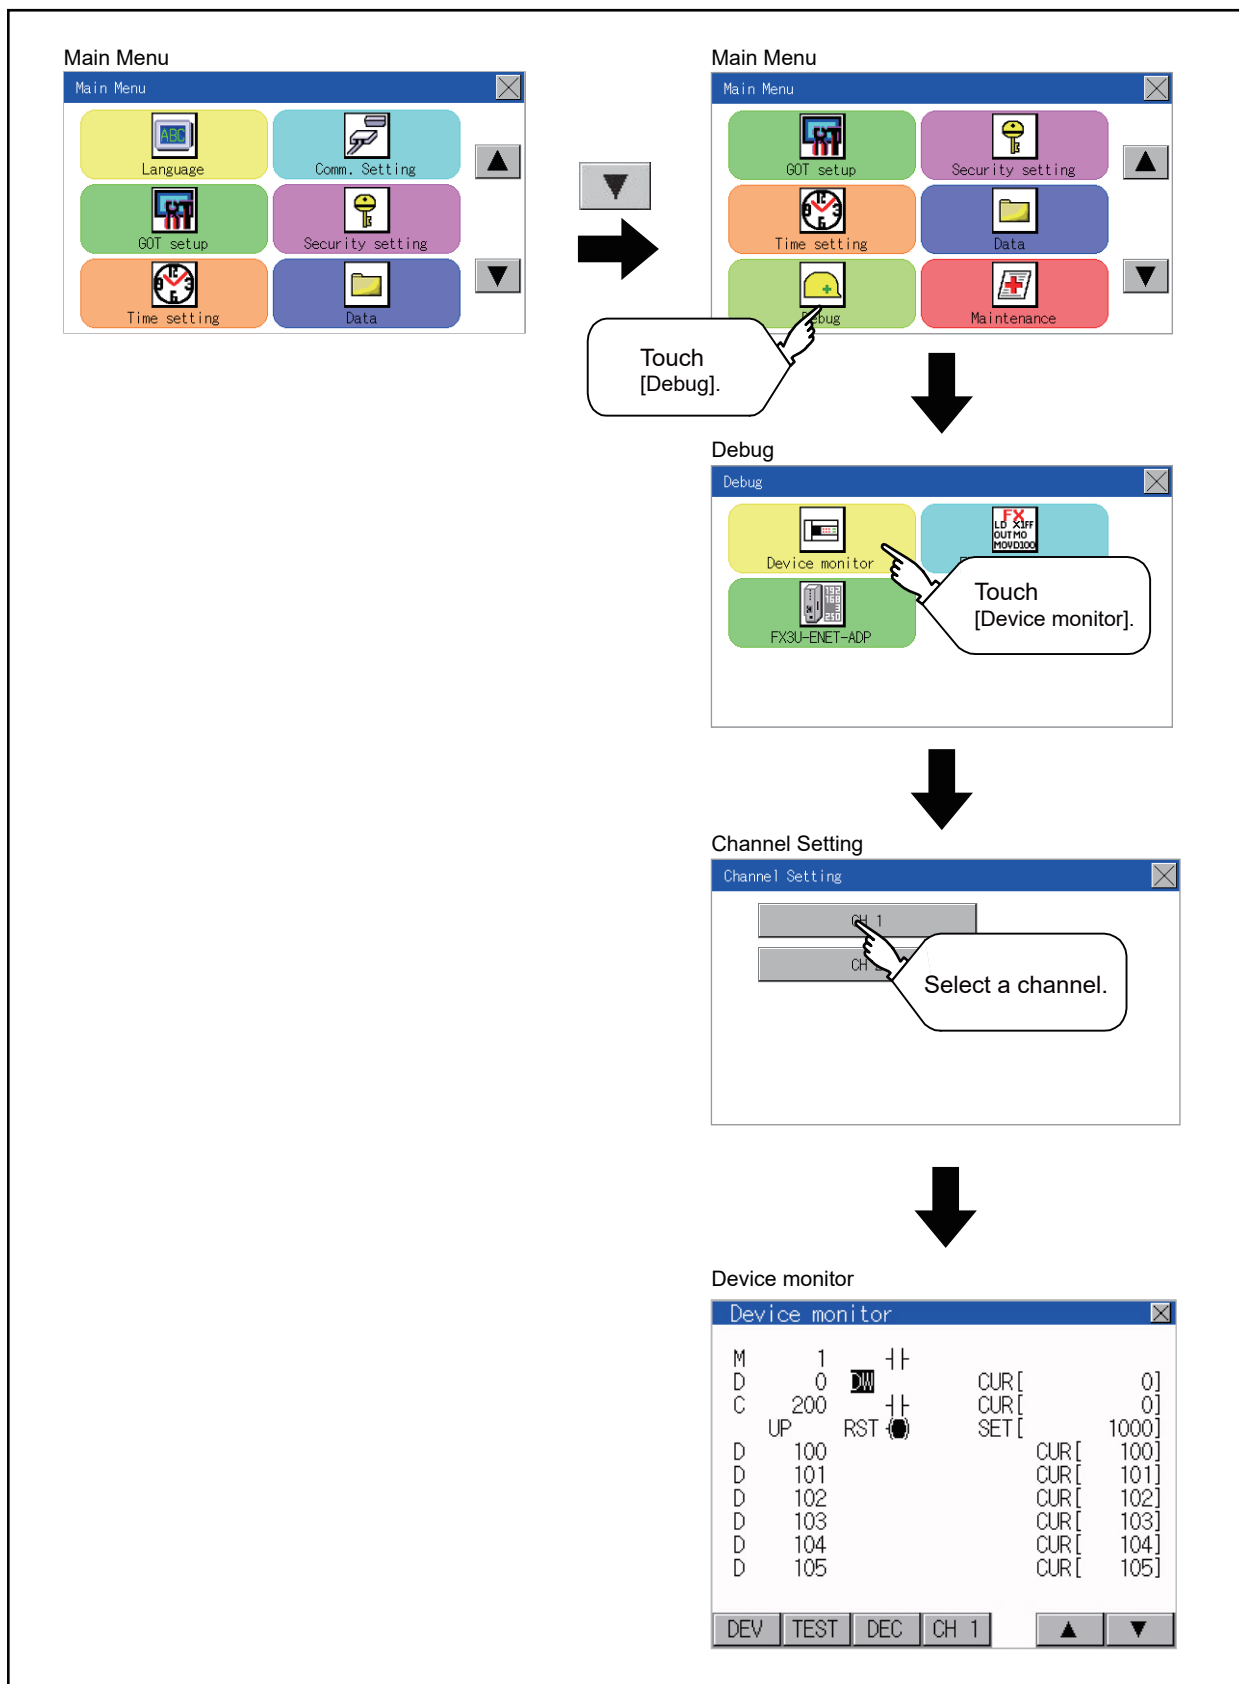 Main Menu
Main Menu
Language
Comm. Setting
GOT setup
Security setting
Time setting
Data
Main Menu
Main Menu
GOT setup
Security setting
Time setting
Data
Debug
Maintenance
Touch
[Debug].
Debug
Debug
Device monitor
FX
LD X1FF
OUT M0
MOVD100
FX3U-ENET-ADP
Touch
[Device monitor].
Channel Setting
Channel Setting
CH 1
CH 2
Select a channel.
Device monitor
Device monitor
M 1
D 0 DW CUR[ 0]
C 200 CUR[ 0]
UP RST SET[ 1000]
D 100 CUR[ 100]
D 101 CUR[ 101]
D 102 CUR[ 102]
D 103 CUR[ 103]
D 104 CUR[ 104]
D 105 CUR[ 105]
DEV TEST DEC CH 1